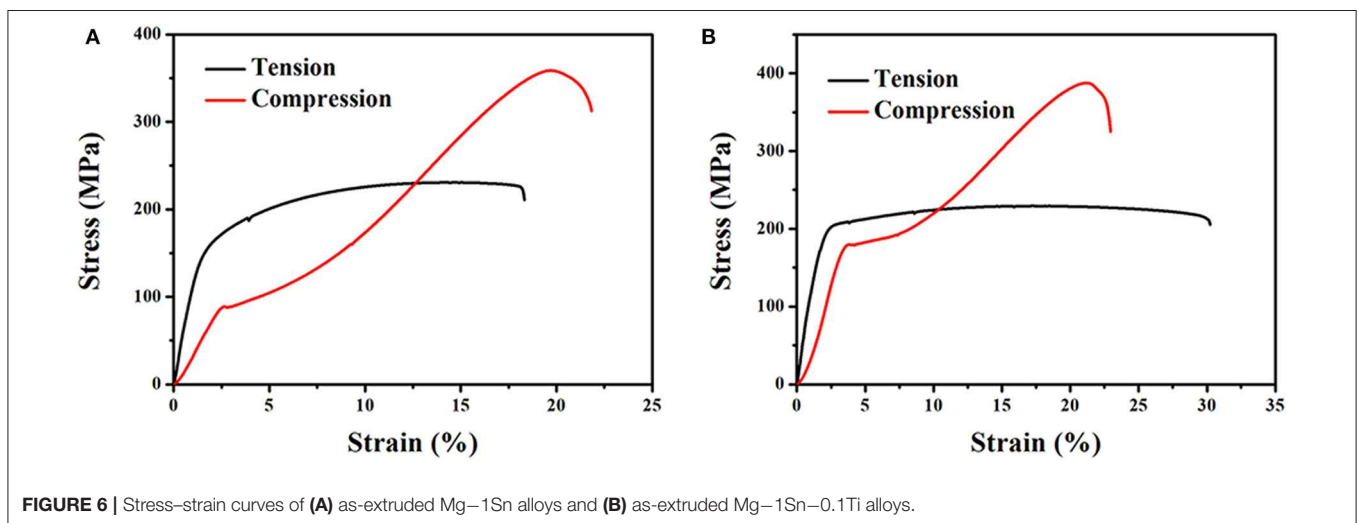 A
400
300
200
100
0
Stress (MPa)
Tension
Compression
0 5 10 15 20 25
Strain (%)
B
400
300
200
100
0
Stress (MPa)
Tension
Compression
0 5 10 15 20 25 30 35
Strain (%)
FIGURE 6 | Stress–strain curves of (A) as-extruded Mg–1Sn alloys and (B) as-extruded Mg–1Sn–0.1Ti alloys.